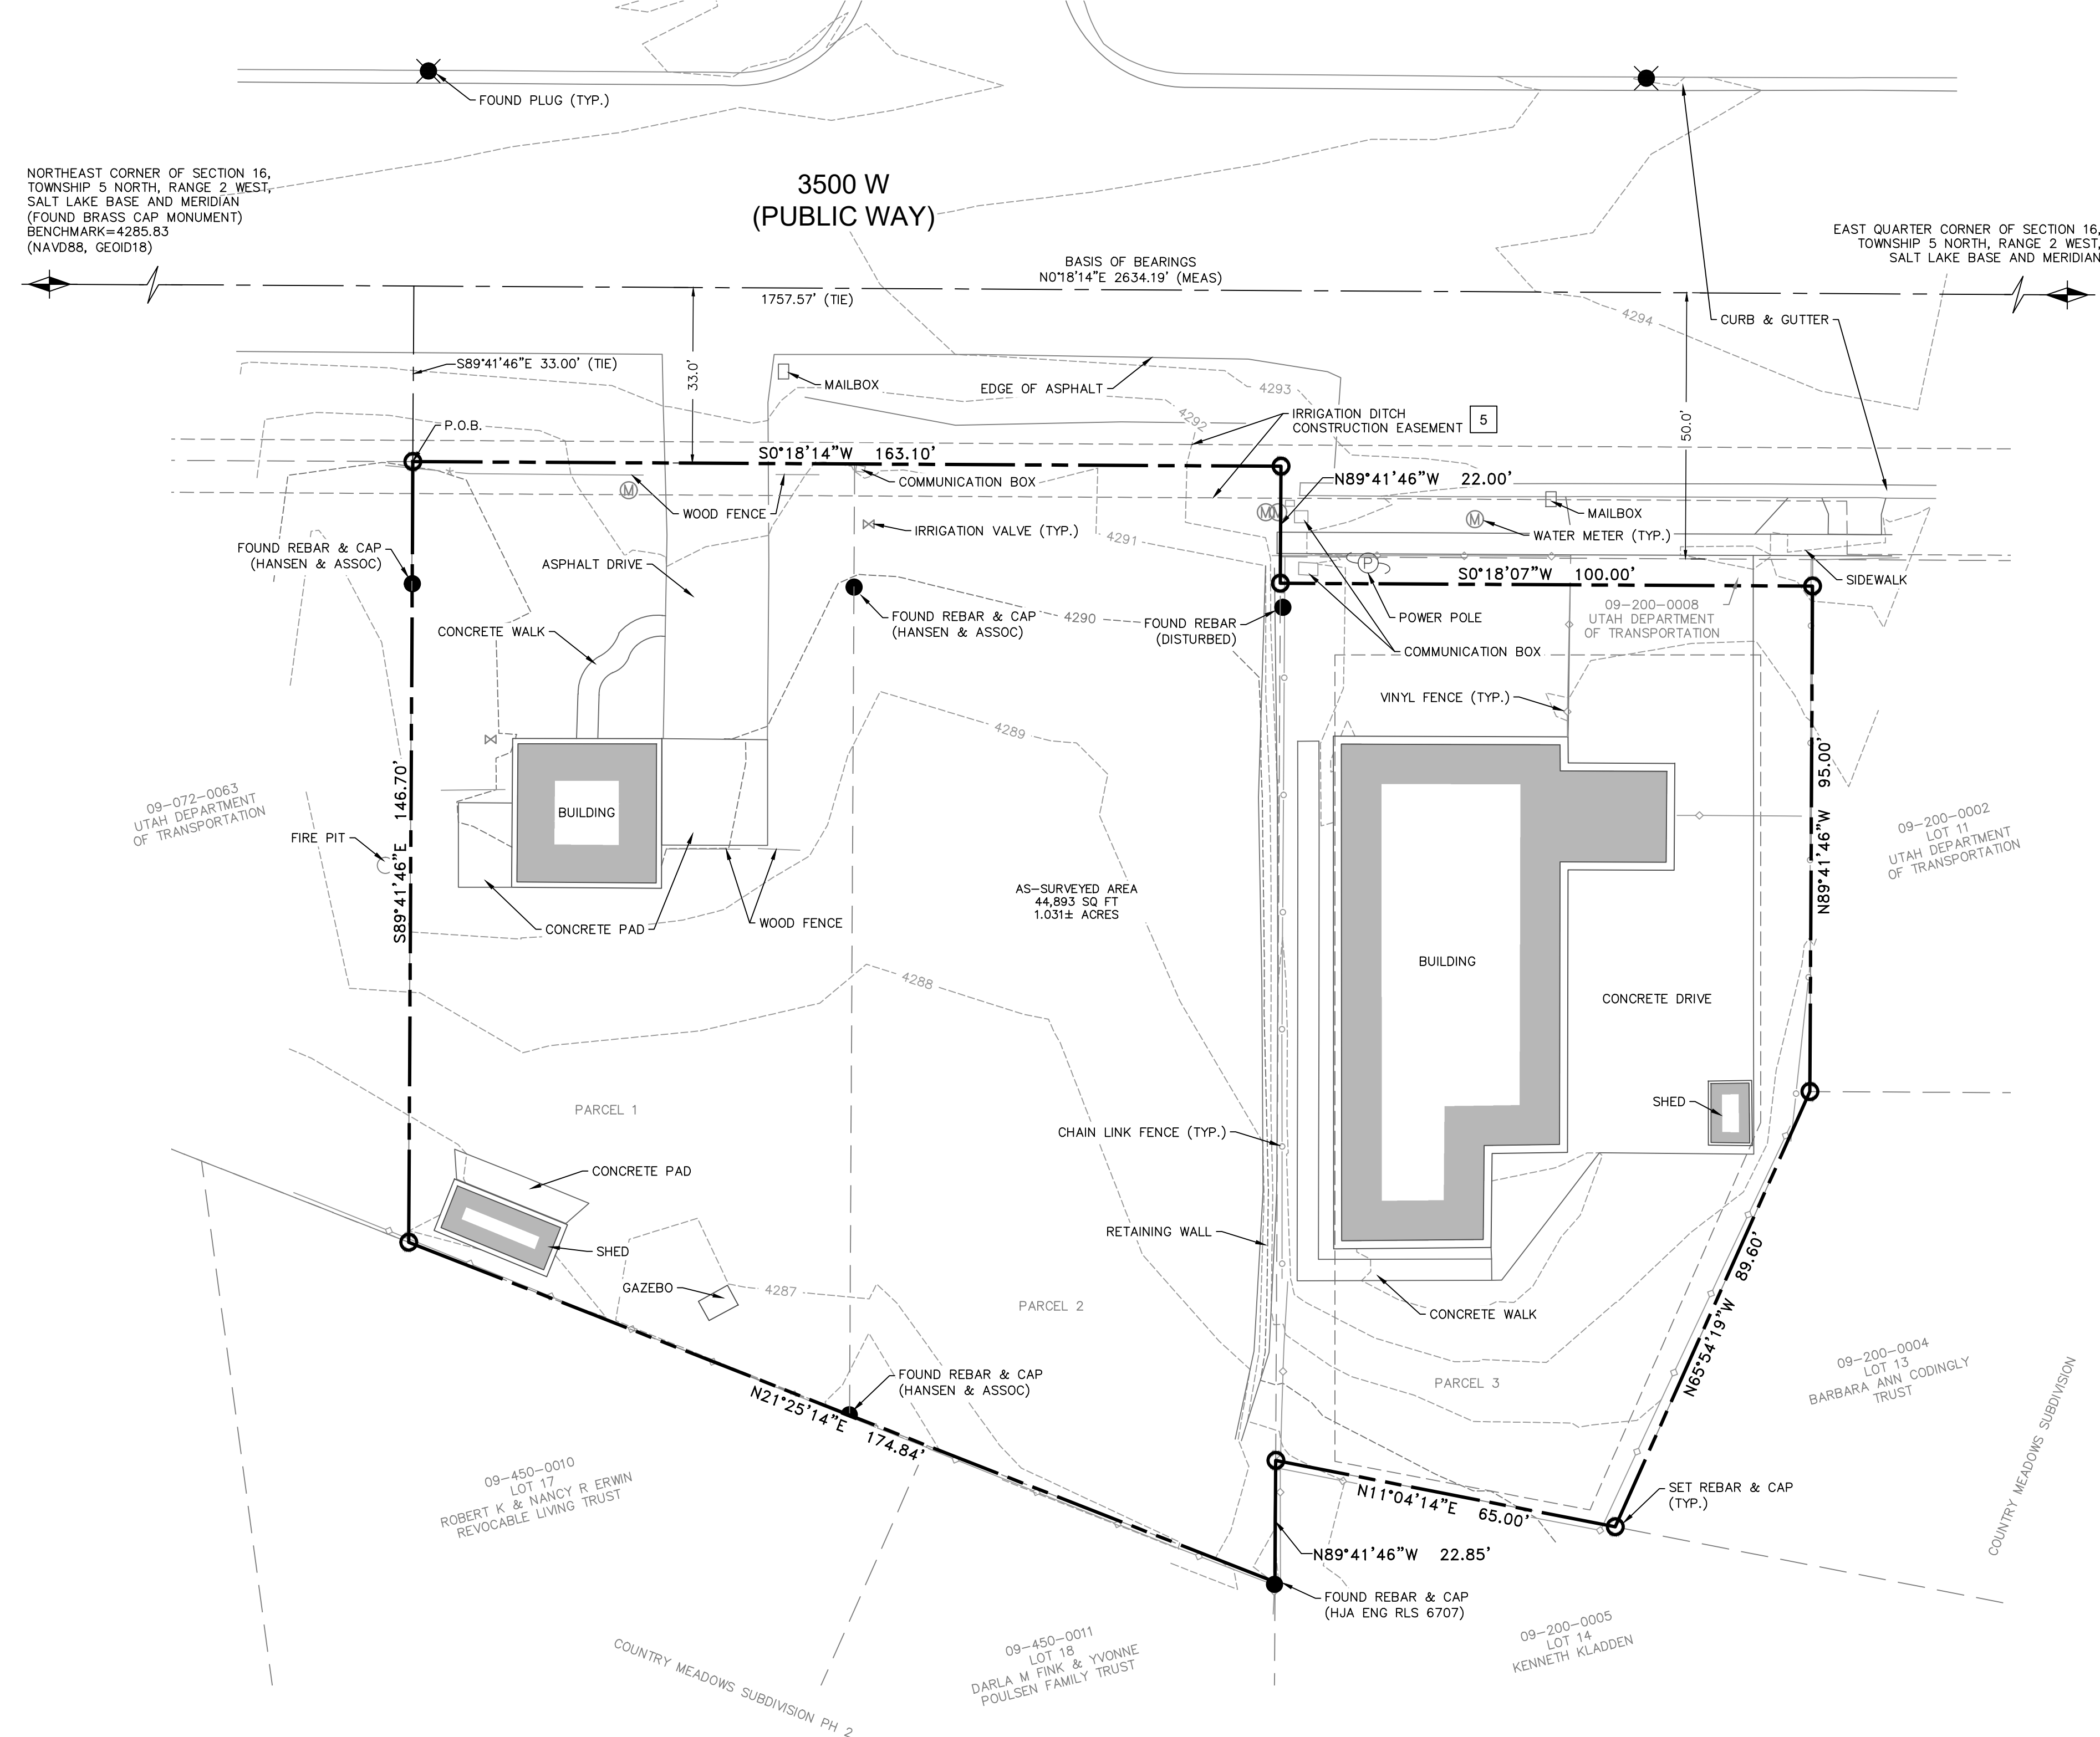 FOUND PLUG (TYP.)
NORTHEAST CORNER OF SECTION 16,
TOWNSHIP 5 NORTH, RANGE 2 WEST,
SALT LAKE BASE AND MERIDIAN
(FOUND BRASS CAP MONUMENT)
BENCHMARK=4285.83
(NAVD88, GEOID18)
3500 W
(PUBLIC WAY)
EAST QUARTER CORNER OF SECTION 16,
TOWNSHIP 5 NORTH, RANGE 2 WEST,
SALT LAKE BASE AND MERIDIAN
BASIS OF BEARINGS
N0°18'14"E 2634.19' (MEAS)
1757.57' (TIE)
4294
CURB & GUTTER
S89°41'46"E 33.00' (TIE)
33.0'
MAILBOX
EDGE OF ASPHALT
4293
4292
IRRIGATION DITCH
CONSTRUCTION EASEMENT
5
50.0'
P.O.B.
S0°18'14"W 163.10'
COMMUNICATION BOX
N89°41'46"W 22.00'
M
WOOD FENCE
IRRIGATION VALVE (TYP.)
4291
M
M
M
MAILBOX
WATER METER (TYP.)
FOUND REBAR & CAP
(HANSEN & ASSOC)
ASPHALT DRIVE
P
S0°18'07"W 100.00'
SIDEWALK
FOUND REBAR & CAP
(HANSEN & ASSOC)
4290
FOUND REBAR
(DISTURBED)
POWER POLE
09-200-0008
UTAH DEPARTMENT
OF TRANSPORTATION
CONCRETE WALK
COMMUNICATION BOX
VINYL FENCE (TYP.)
4289
09-072-0063
UTAH DEPARTMENT
OF TRANSPORTATION
S89°41'46"E 146.70'
BUILDING
FIRE PIT
N89°41'46"W 95.00'
09-200-0002
LOT 11
UTAH DEPARTMENT
OF TRANSPORTATION
AS-SURVEYED AREA
44,893 SQ FT
1.031± ACRES
CONCRETE PAD
WOOD FENCE
BUILDING
4288
CONCRETE DRIVE
PARCEL 1
SHED
CHAIN LINK FENCE (TYP.)
CONCRETE PAD
RETAINING WALL
SHED
GAZEBO
4287
PARCEL 2
CONCRETE WALK
N65°54'19"W 89.60'
FOUND REBAR & CAP
(HANSEN & ASSOC)
PARCEL 3
09-200-0004
LOT 13
BARBARA ANN CODINGLY
TRUST
COUNTRY MEADOWS SUBDIVISION
N21°25'14"E 174.84'
09-450-0010
LOT 17
ROBERT K & NANCY R ERWIN
REVOCABLE LIVING TRUST
N11°04'14"E 65.00'
SET REBAR & CAP
(TYP.)
N89°41'46"W 22.85'
FOUND REBAR & CAP
(HJA ENG RLS 6707)
09-200-0005
LOT 14
KENNETH KLADDEN
09-450-0011
LOT 18
DARLA M FINK & YVONNE
POULSEN FAMILY TRUST
COUNTRY MEADOWS SUBDIVISION PH 2